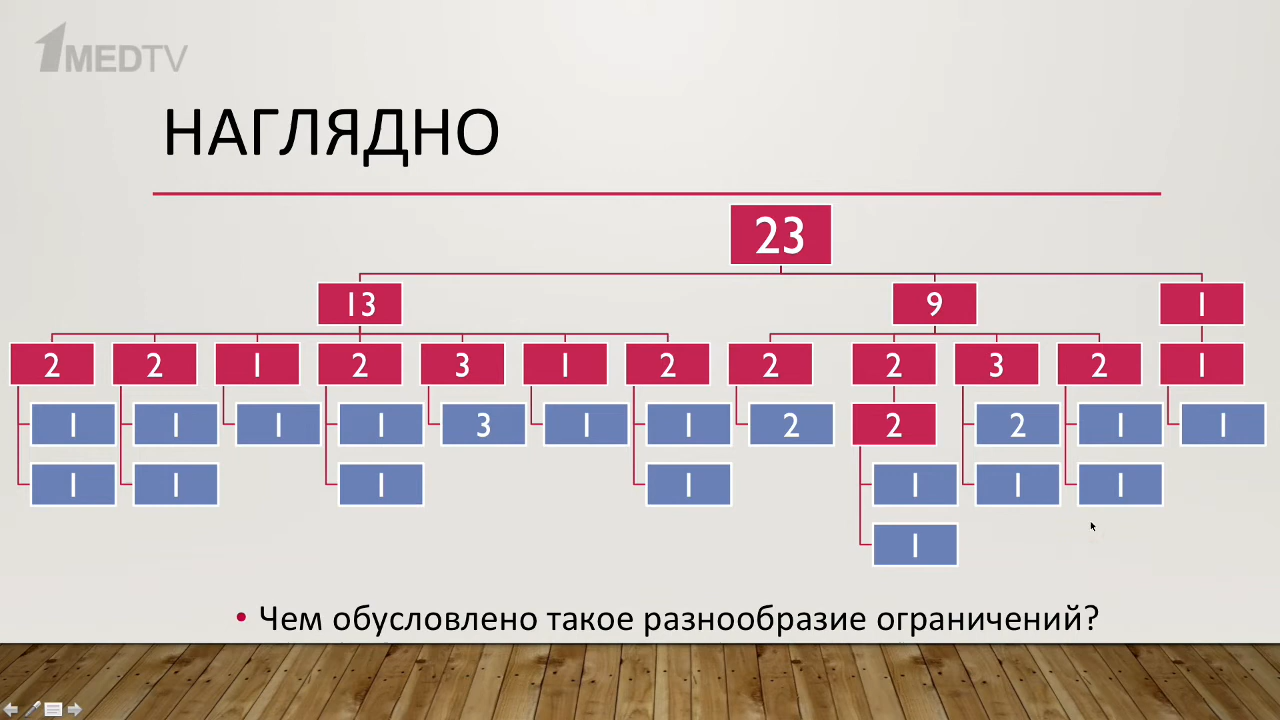 1MEDTV
НАГЛЯДНО
23
13 9 1
2 2 1 2 3 1 2 2 2 3 2 1
1 1 1 1 3 1 1 2 2 2 1 1
1 1 1 1 1 1 1
1
• Чем обусловлено такое разнообразие ограничений?